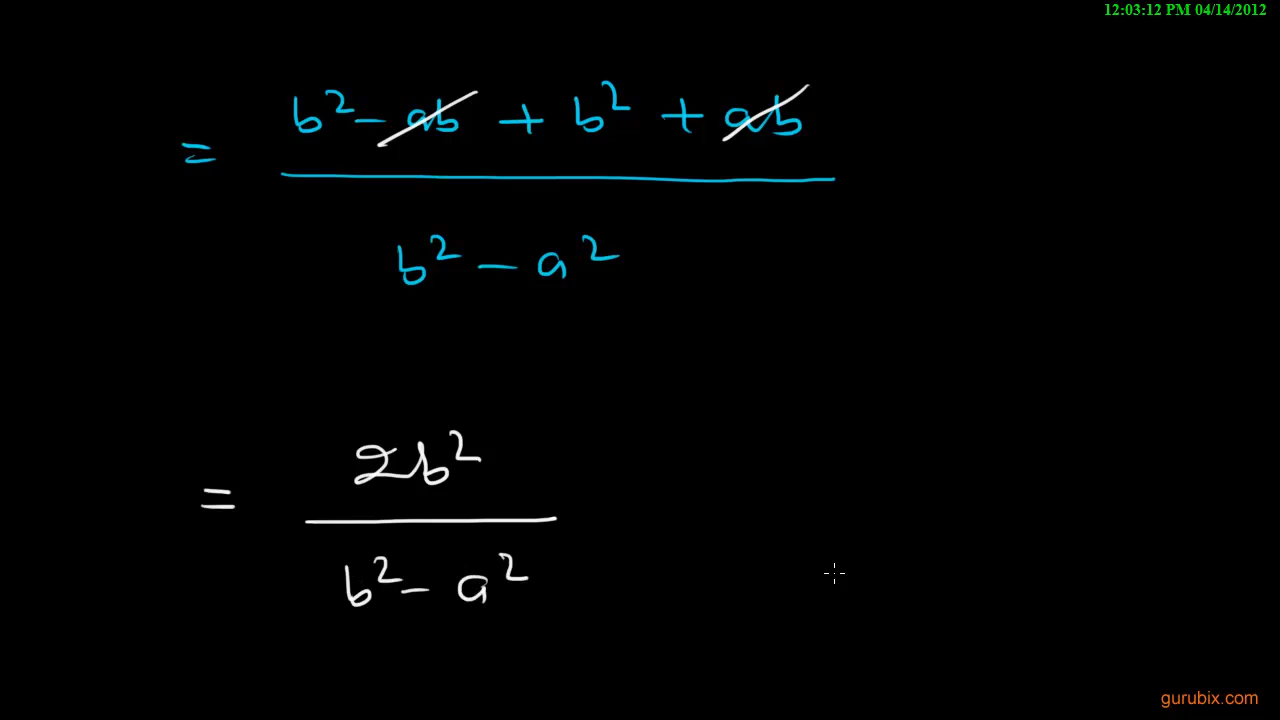 12:03:12 PM 04/14/2012
b² - ab + b² + ab
=
b² - a²
2b²
=
b² - a²
gurubix.com